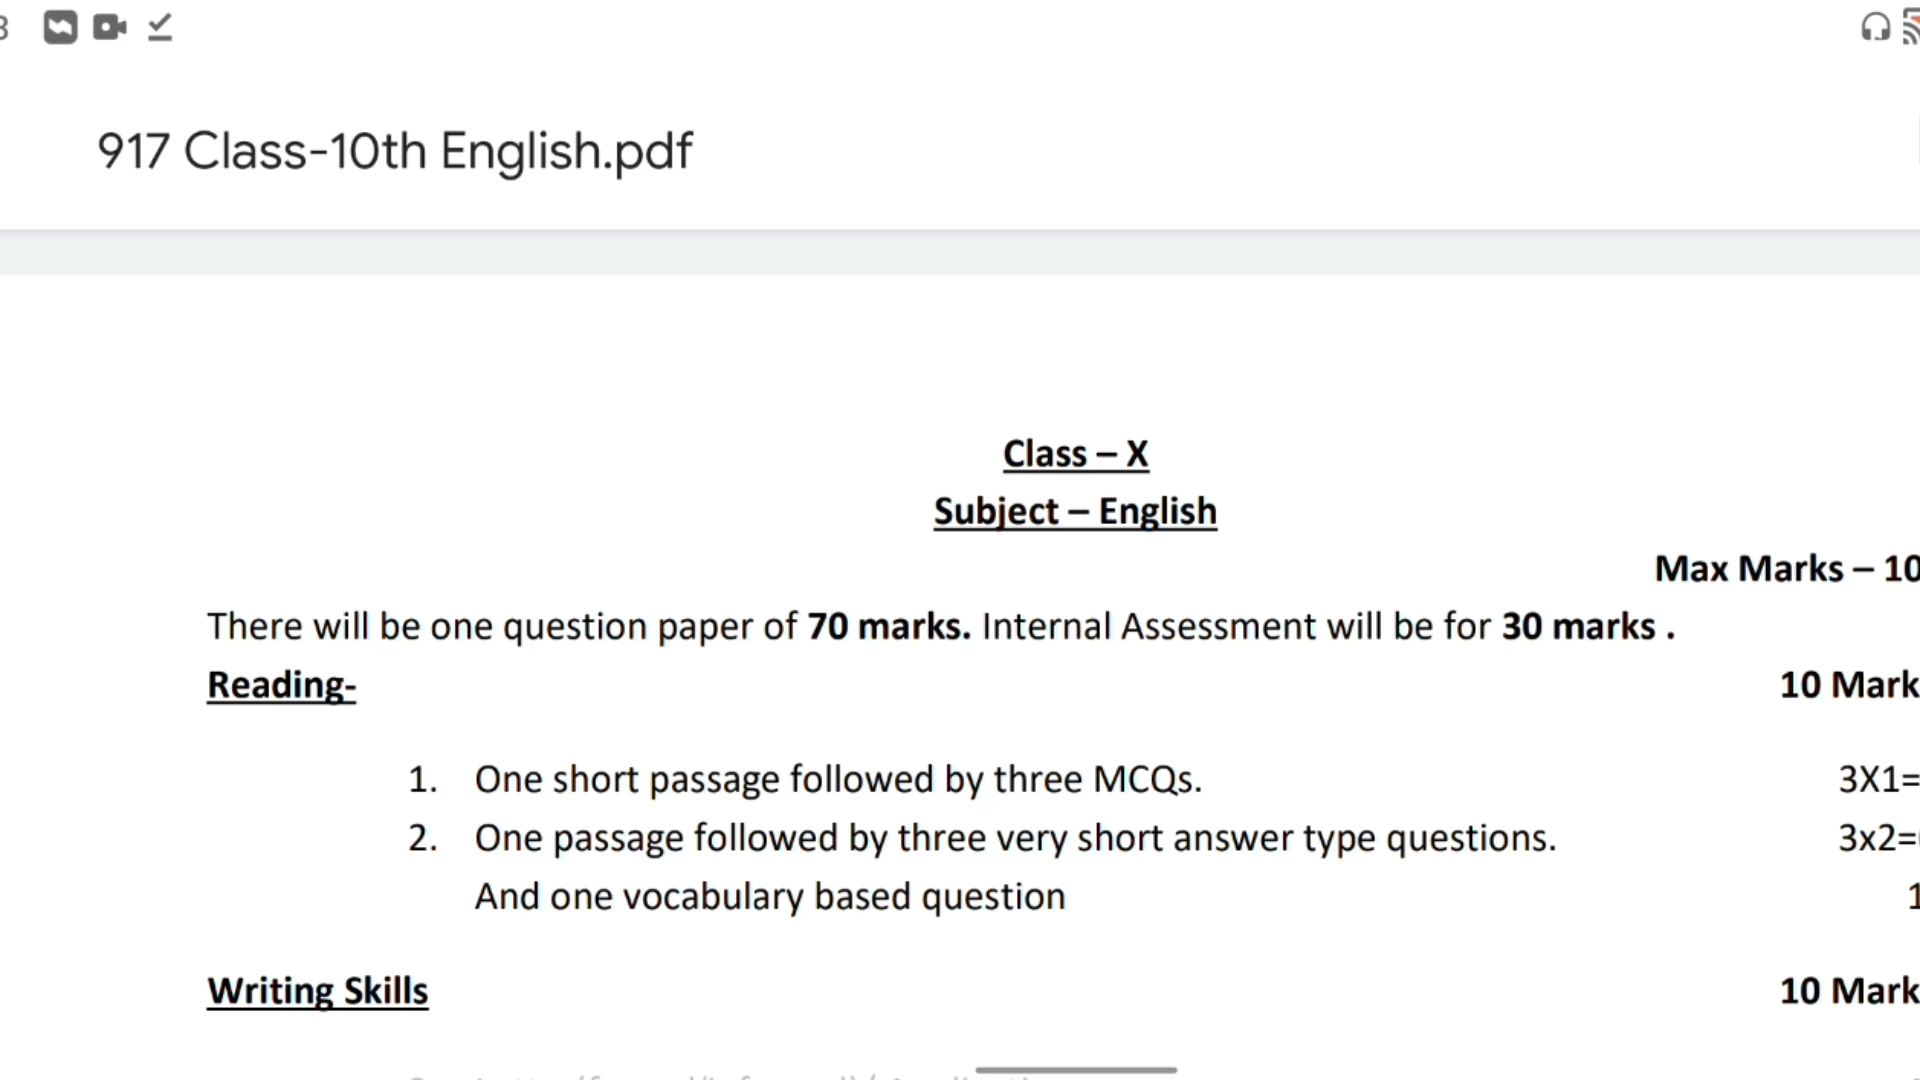 917 Class-10th English.pdf
Class – X
Subject – English
Max Marks – 10
There will be one question paper of 70 marks. Internal Assessment will be for 30 marks .
Reading- 10 Mark
1. One short passage followed by three MCQs. 3X1=
2. One passage followed by three very short answer type questions. 3x2=
And one vocabulary based question 1
Writing Skills 10 Mark